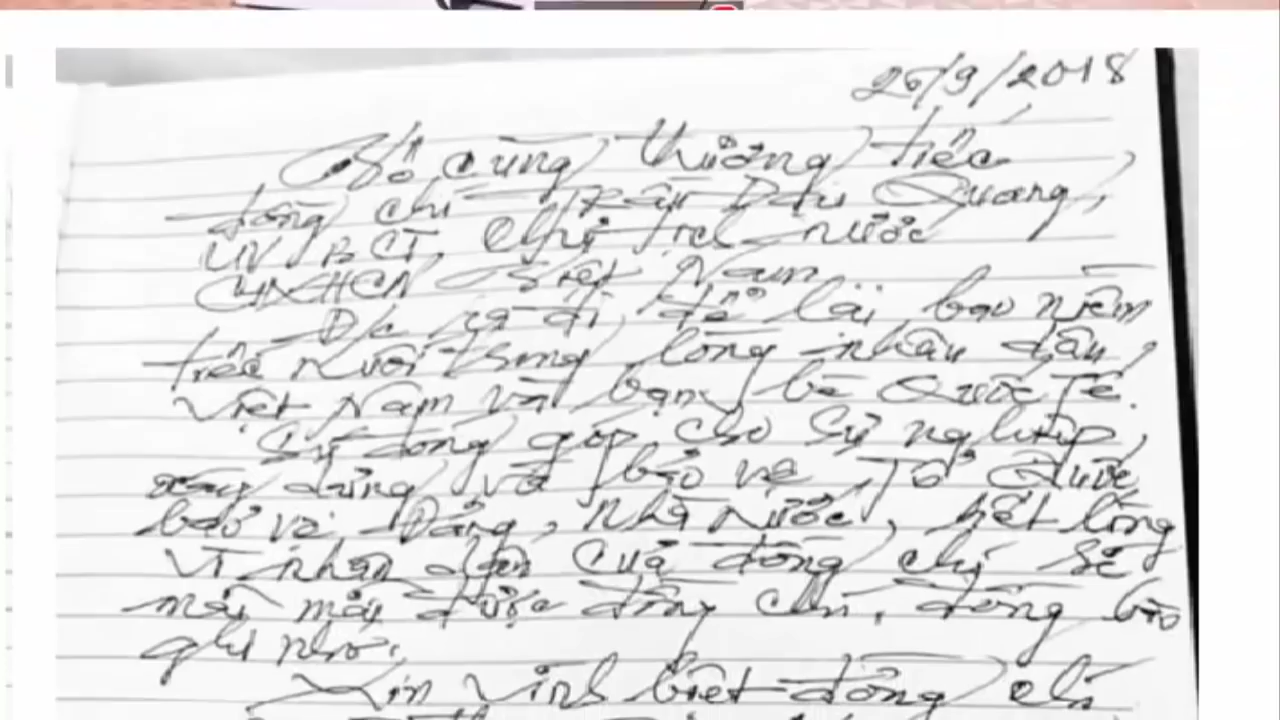 26/9/2018
Vô cùng thương tiếc
đồng chí Trần Đại Quang,
UV BCT, Chủ tịch nước
CHXHCN Việt Nam
Đ/c ra đi, để lại bao niềm
tiếc nuối trong lòng nhân dân
Việt Nam và bạn bè Quốc Tế.
Sự đóng góp cho sự nghiệp
xây dựng và bảo vệ Tổ Quốc
bảo vệ Đảng, Nhà Nước, hết lòng
vì nhân dân của đồng chí sẽ
mãi mãi được đồng chí, đồng bào
ghi nhớ.
Xin vĩnh biệt đồng chí